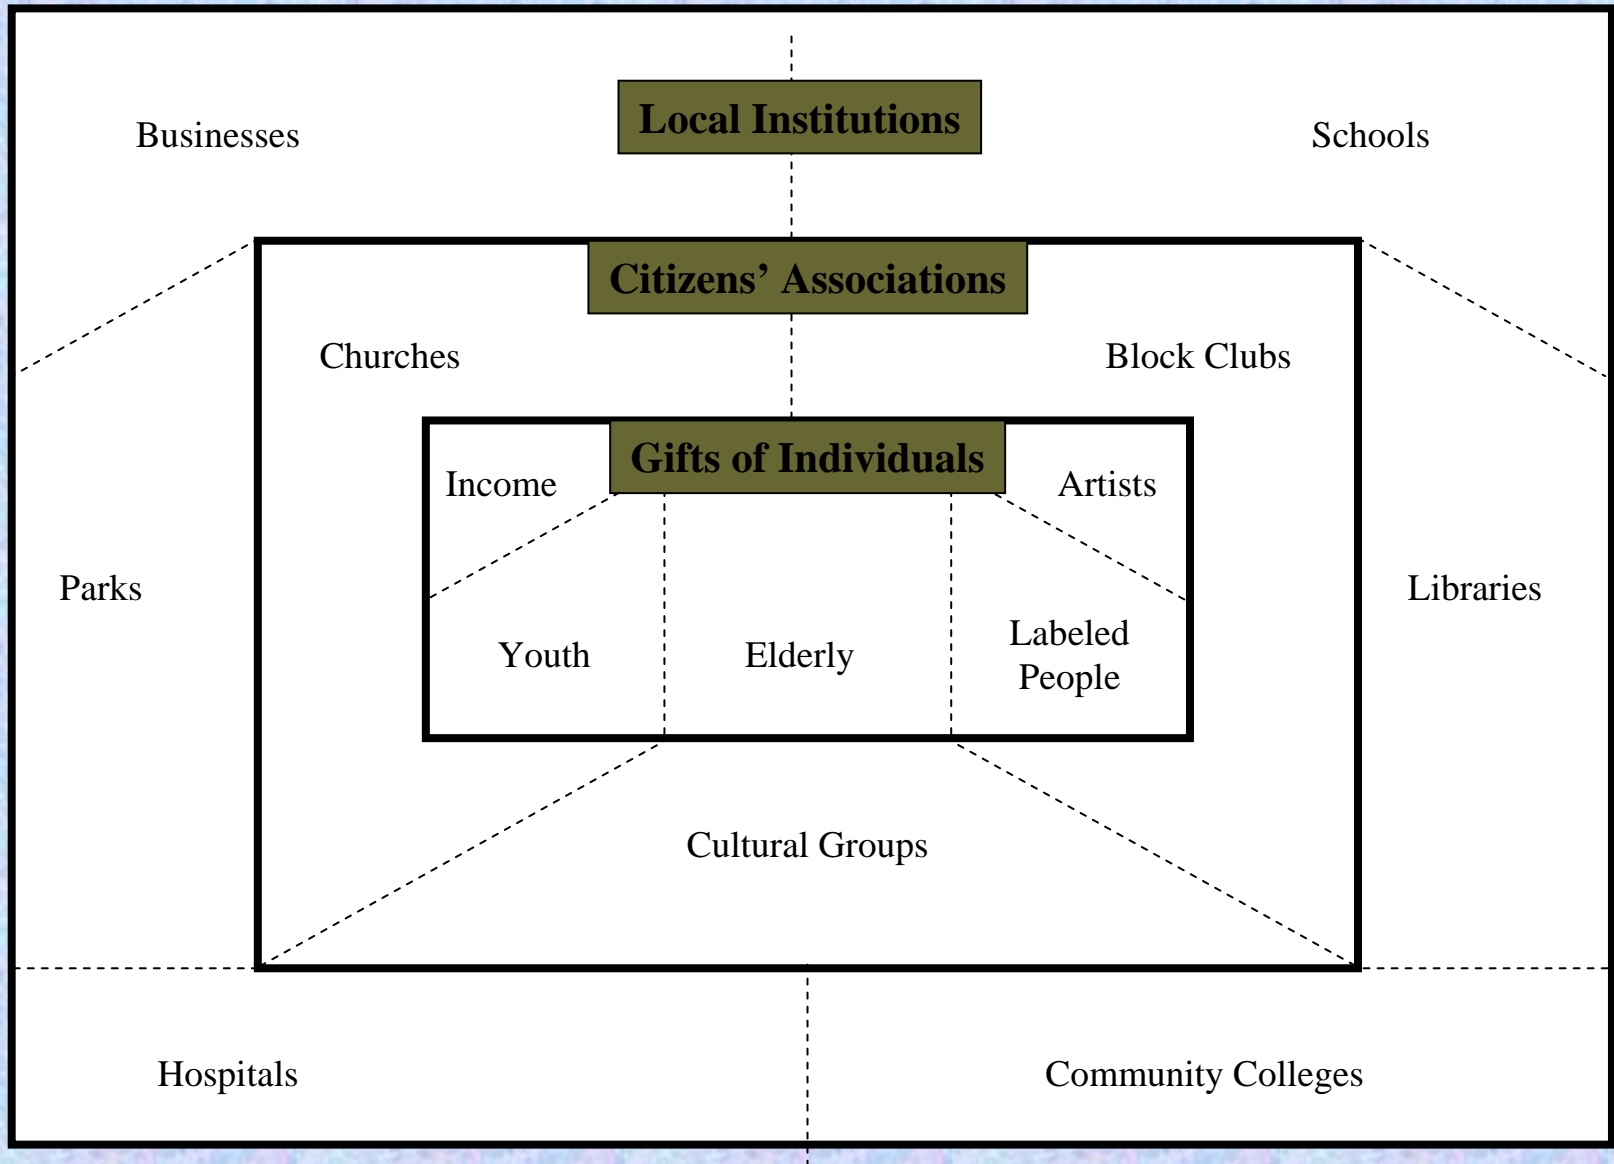 Local Institutions
Businesses
Schools
Citizens’ Associations
Churches
Block Clubs
Gifts of Individuals
Income
Artists
Parks
Libraries
Youth
Elderly
Labeled
People
Cultural Groups
Hospitals
Community Colleges